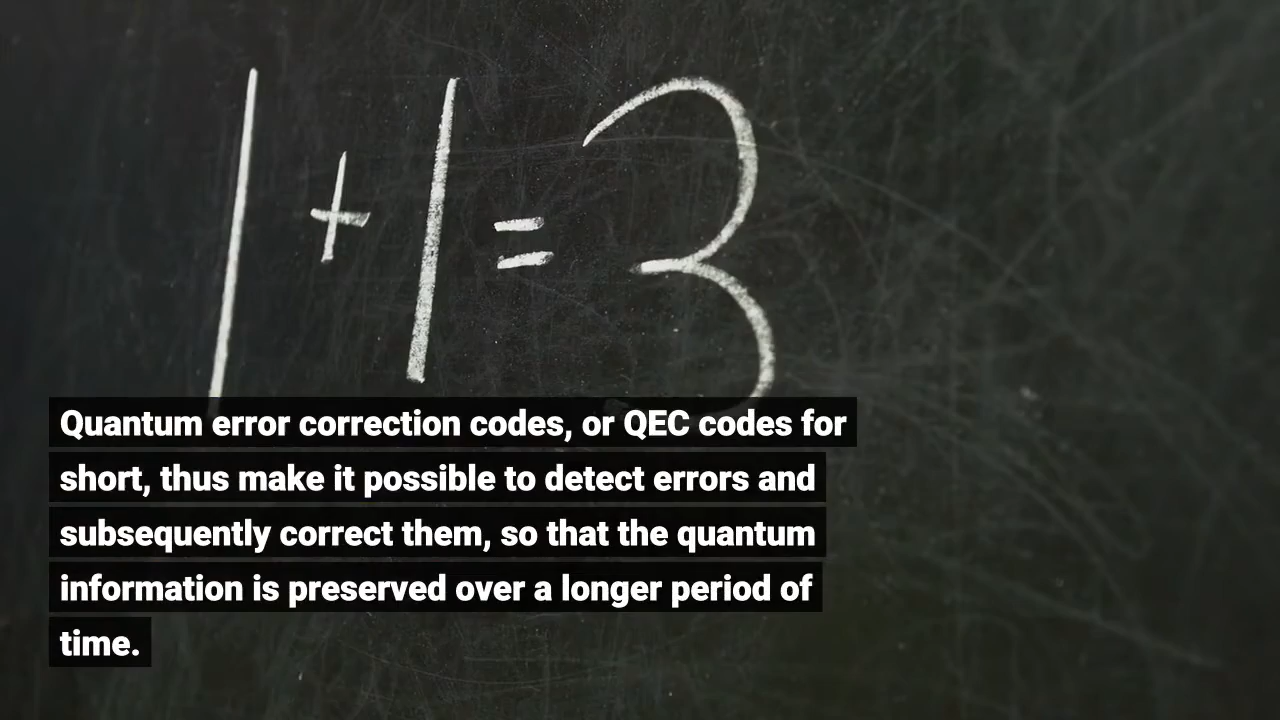 1 + 1 = 3
Quantum error correction codes, or QEC codes for
short, thus make it possible to detect errors and
subsequently correct them, so that the quantum
information is preserved over a longer period of
time.